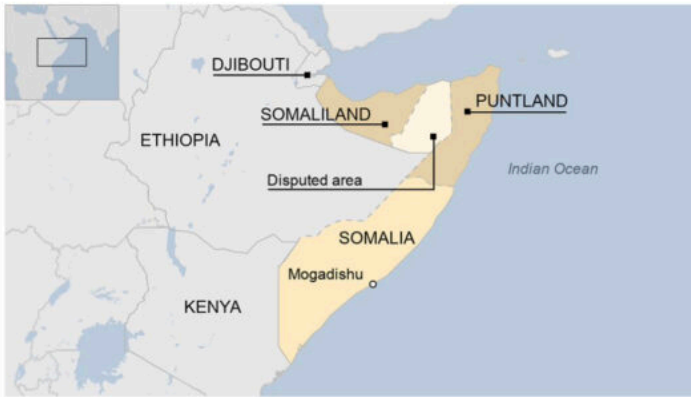 DJIBOUTI
PUNTLAND
SOMALILAND
ETHIOPIA
Indian Ocean
Disputed area
SOMALIA
Mogadishu
KENYA